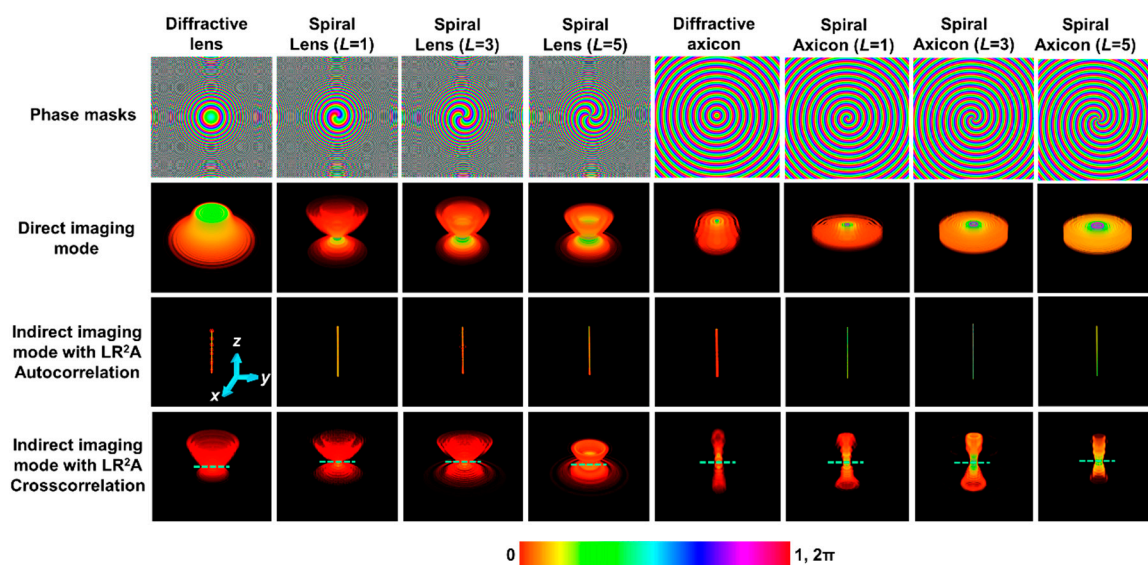 Diffractive lens
Spiral Lens (L=1)
Spiral Lens (L=3)
Spiral Lens (L=5)
Diffractive axicon
Spiral Axicon (L=1)
Spiral Axicon (L=3)
Spiral Axicon (L=5)
Phase masks
Direct imaging mode
Indirect imaging mode with LR²A Autocorrelation
z
y
x
Indirect imaging mode with LR²A Crosscorrelation
0
1, 2π